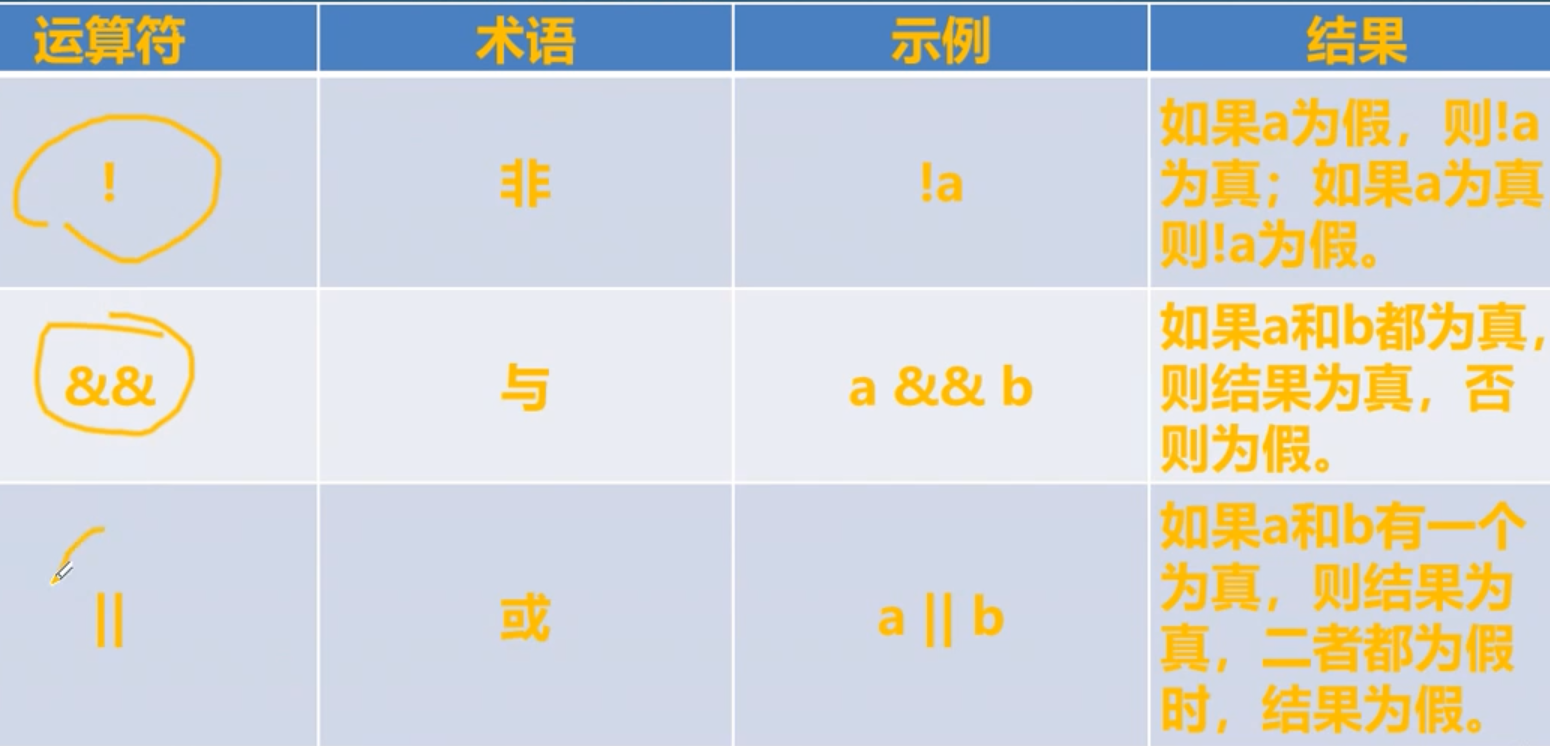 运算符 术语 示例 结果
! 非 !a 如果a为假，则!a
为真；如果a为真
则!a为假。
&& 与 a && b 如果a和b都为真，
则结果为真，否
则为假。
|| 或 a || b 如果a和b有一个
为真，则结果为
真，二者都为假
时，结果为假。